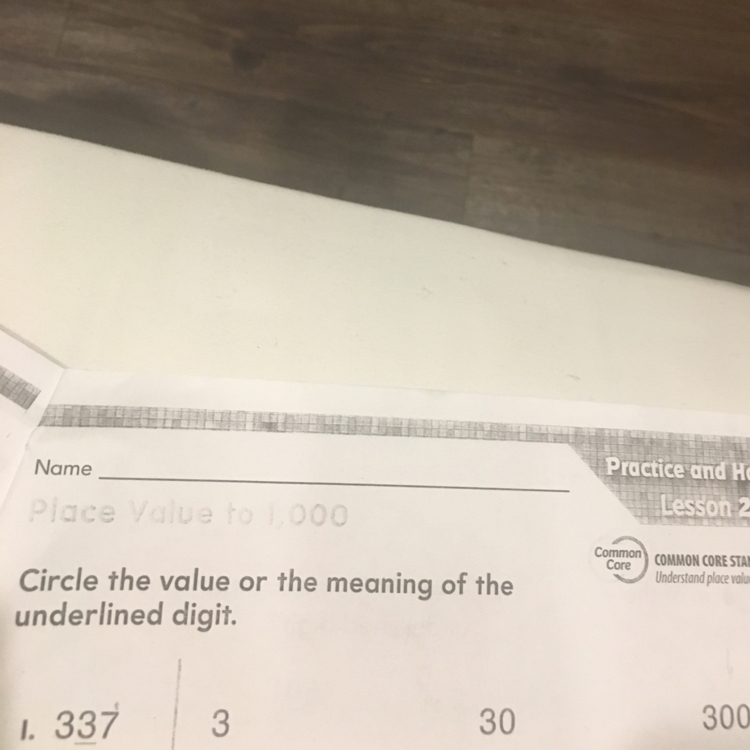 Name
Practice and
Lesson 2
Place Value to 1,000
Common
Core
COMMON CORE
Understand place
Circle the value or the meaning of the
underlined digit.
1. 337 3 30 300